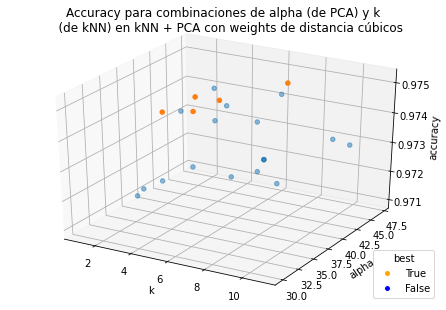 Accuracy para combinaciones de alpha (de PCA) y k
(de kNN) en kNN + PCA con weights de distancia cúbicos
0.975
0.974
0.973
0.972
0.971
accuracy
47.5
45.0
42.5
40.0
37.5
35.0
32.5
30.0
alpha
2
4
6
8
10
k
best
True
False